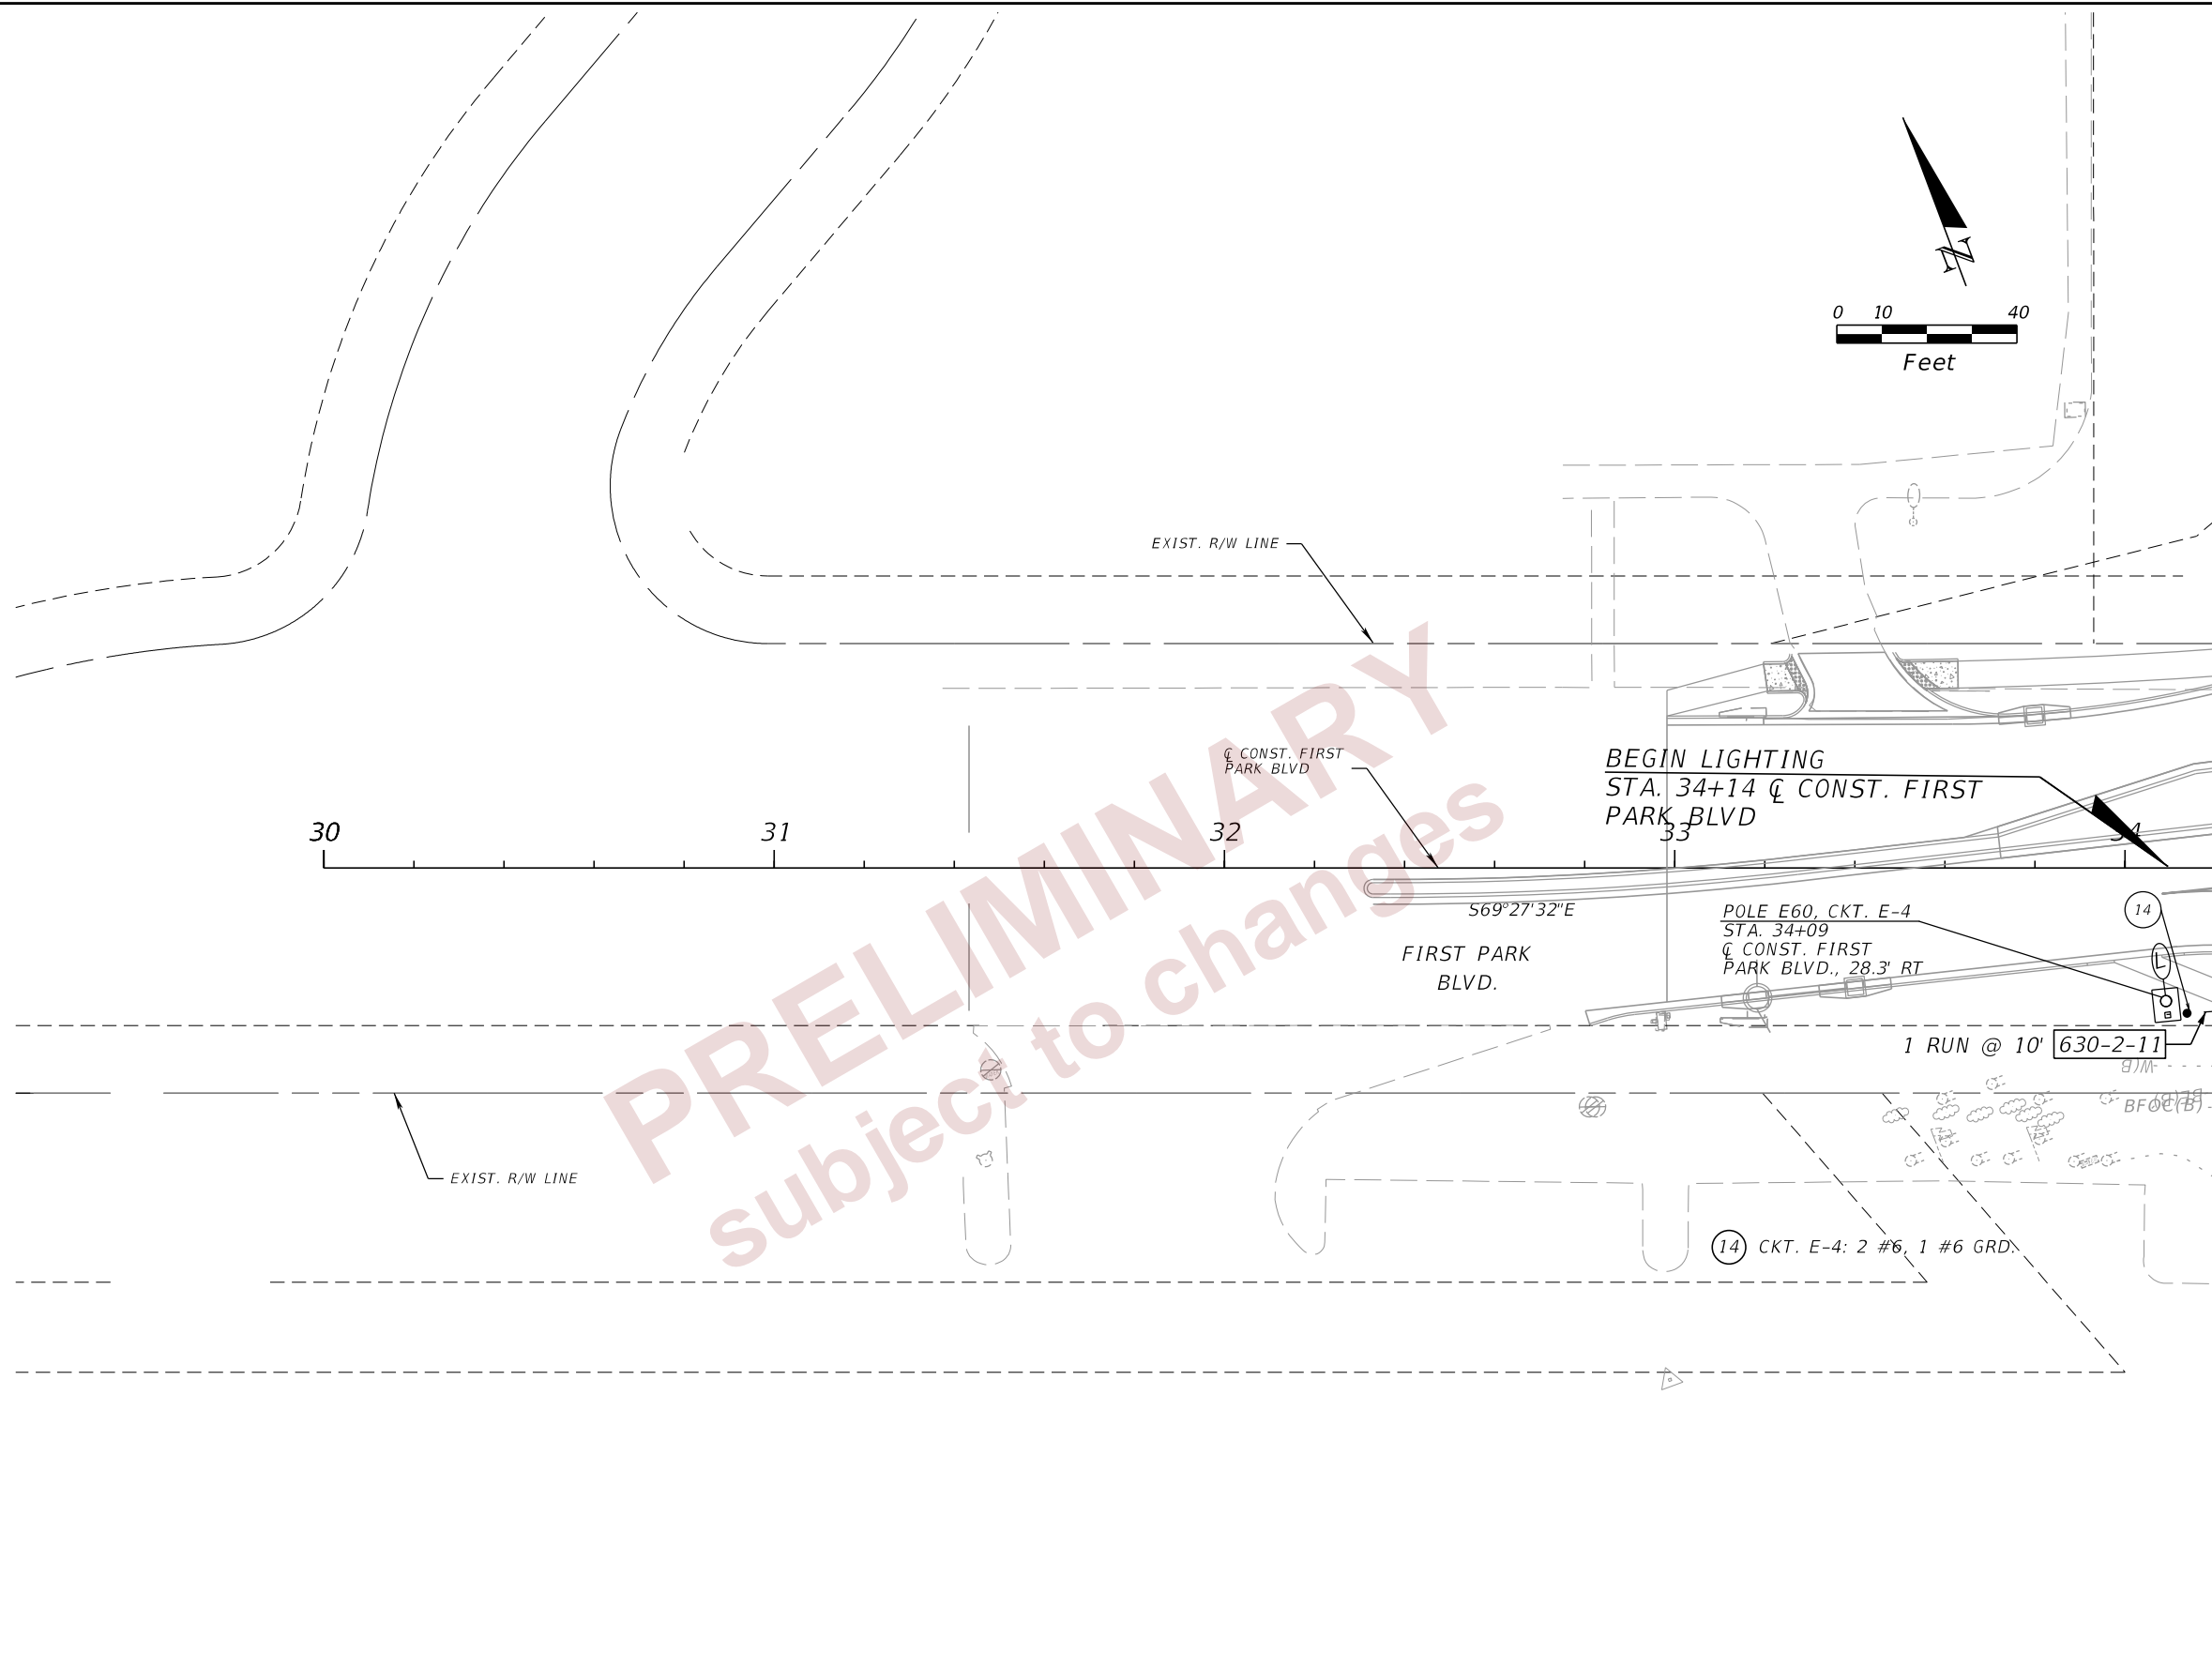 N
0 10 40
Feet
EXIST. R/W LINE
℄ CONST. FIRST
PARK BLVD
BEGIN LIGHTING
STA. 34+14 ℄ CONST. FIRST
PARK BLVD
30 31 32 33 34
S69°27'32"E
FIRST PARK
BLVD.
POLE E60, CKT. E-4
STA. 34+09
℄ CONST. FIRST
PARK BLVD., 28.3' RT
14
L
1 RUN @ 10' 630-2-11
W(B)
BFOC(B)
EXIST. R/W LINE
14 CKT. E-4: 2 #6, 1 #6 GRD.
PRELIMINARY
subject to changes